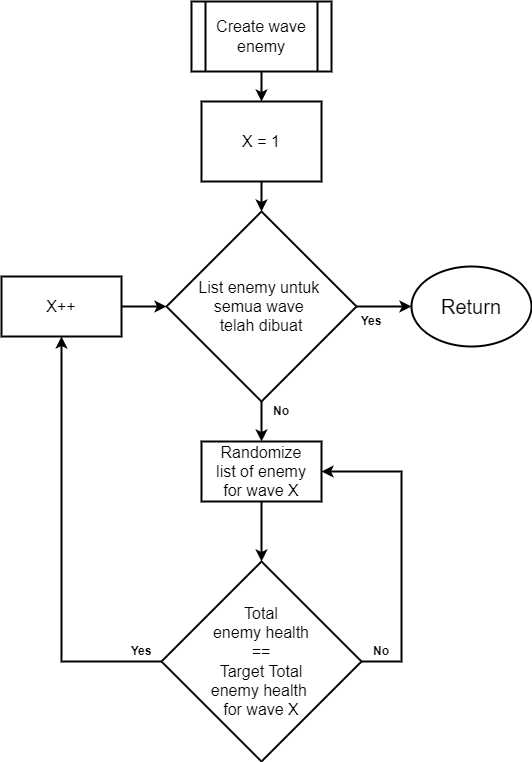 Create wave
enemy
X = 1
List enemy untuk
semua wave
telah dibuat
X++
Return
Yes
No
Randomize
list of enemy
for wave X
Total
enemy health
==
Target Total
enemy health
for wave X
Yes
No